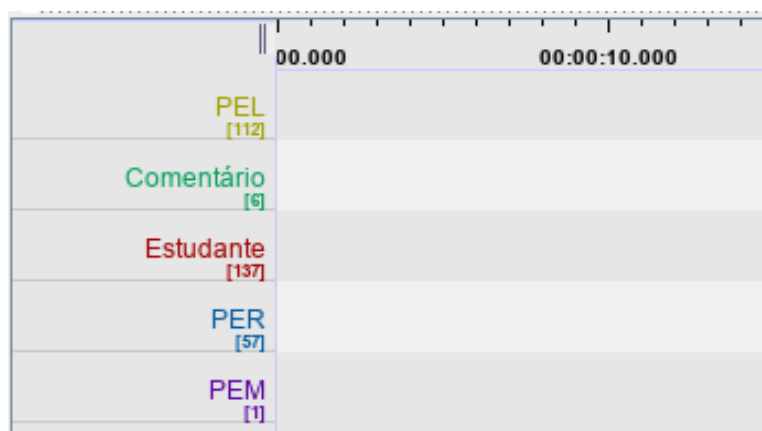 00.000 00:00:10.000
PEL
[112]
Comentário
[6]
Estudante
[137]
PER
[57]
PEM
[1]